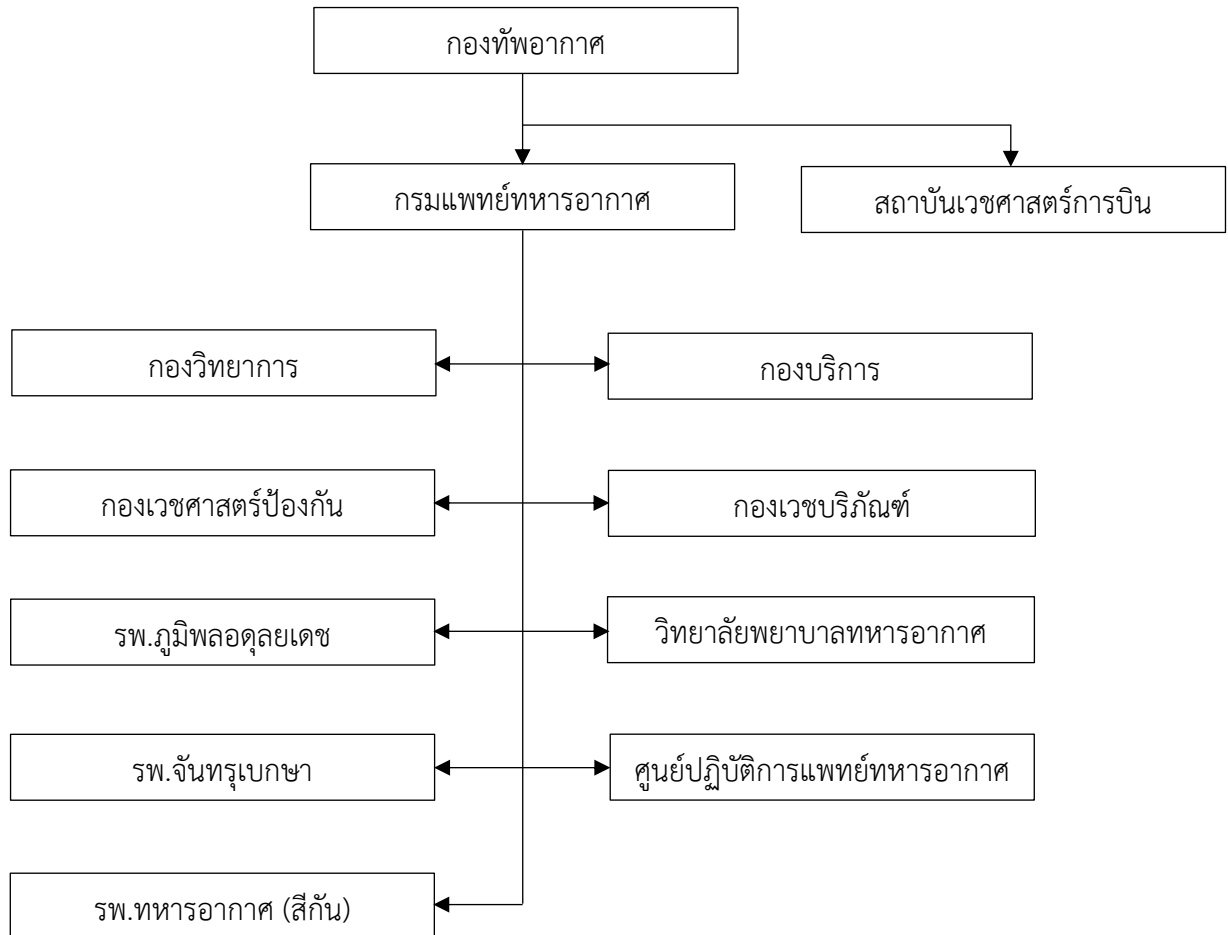 กองทัพอากาศ
กรมแพทย์ทหารอากาศ
สถาบันเวชศาสตร์การบิน
กองวิทยาการ
กองบริการ
กองเวชศาสตร์ป้องกัน
กองเวชบริภัณฑ์
รพ.ภูมิพลอดุลยเดช
วิทยาลัยพยาบาลทหารอากาศ
รพ.จันทรุเบกษา
ศูนย์ปฏิบัติการแพทย์ทหารอากาศ
รพ.ทหารอากาศ (สีกัน)